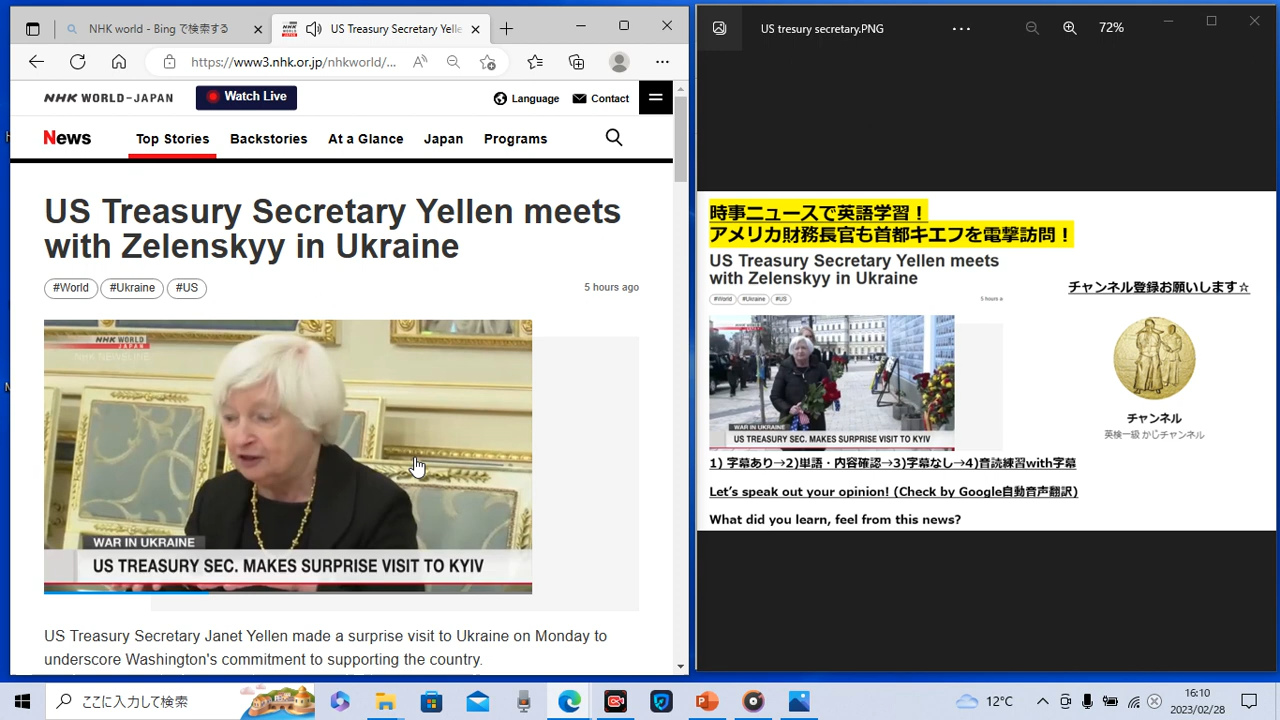 NHK world - Bing で検索する
US Treasury Secretary Yelle
https://www3.nhk.or.jp/nhkworld/...
NHK WORLD-JAPAN
Watch Live
Language
Contact
News
Top Stories
Backstories
At a Glance
Japan
Programs
US Treasury Secretary Yellen meets
with Zelenskyy in Ukraine
#World
#Ukraine
#US
5 hours ago
NHK WORLD
JAPAN
NHK NEWSLINE
WAR IN UKRAINE
US TREASURY SEC. MAKES SURPRISE VISIT TO KYIV
US Treasury Secretary Janet Yellen made a surprise visit to Ukraine on Monday to
underscore Washington's commitment to supporting the country.
US tresury secretary.PNG
72%
時事ニュースで英語学習！
アメリカ財務長官も首都キエフを電撃訪問！
US Treasury Secretary Yellen meets
with Zelenskyy in Ukraine
#World
#Ukraine
#US
5 hours a
チャンネル登録お願いします☆
WAR IN UKRAINE
US TREASURY SEC. MAKES SURPRISE VISIT TO KYIV
チャンネル
英検一級 かじチャンネル
1) 字幕あり→2)単語・内容確認→3)字幕なし→4)音読練習with字幕
Let's speak out your opinion! (Check by Google自動音声翻訳)
What did you learn, feel from this news?
ここに入力して検索
12°C
16:10
2023/02/28